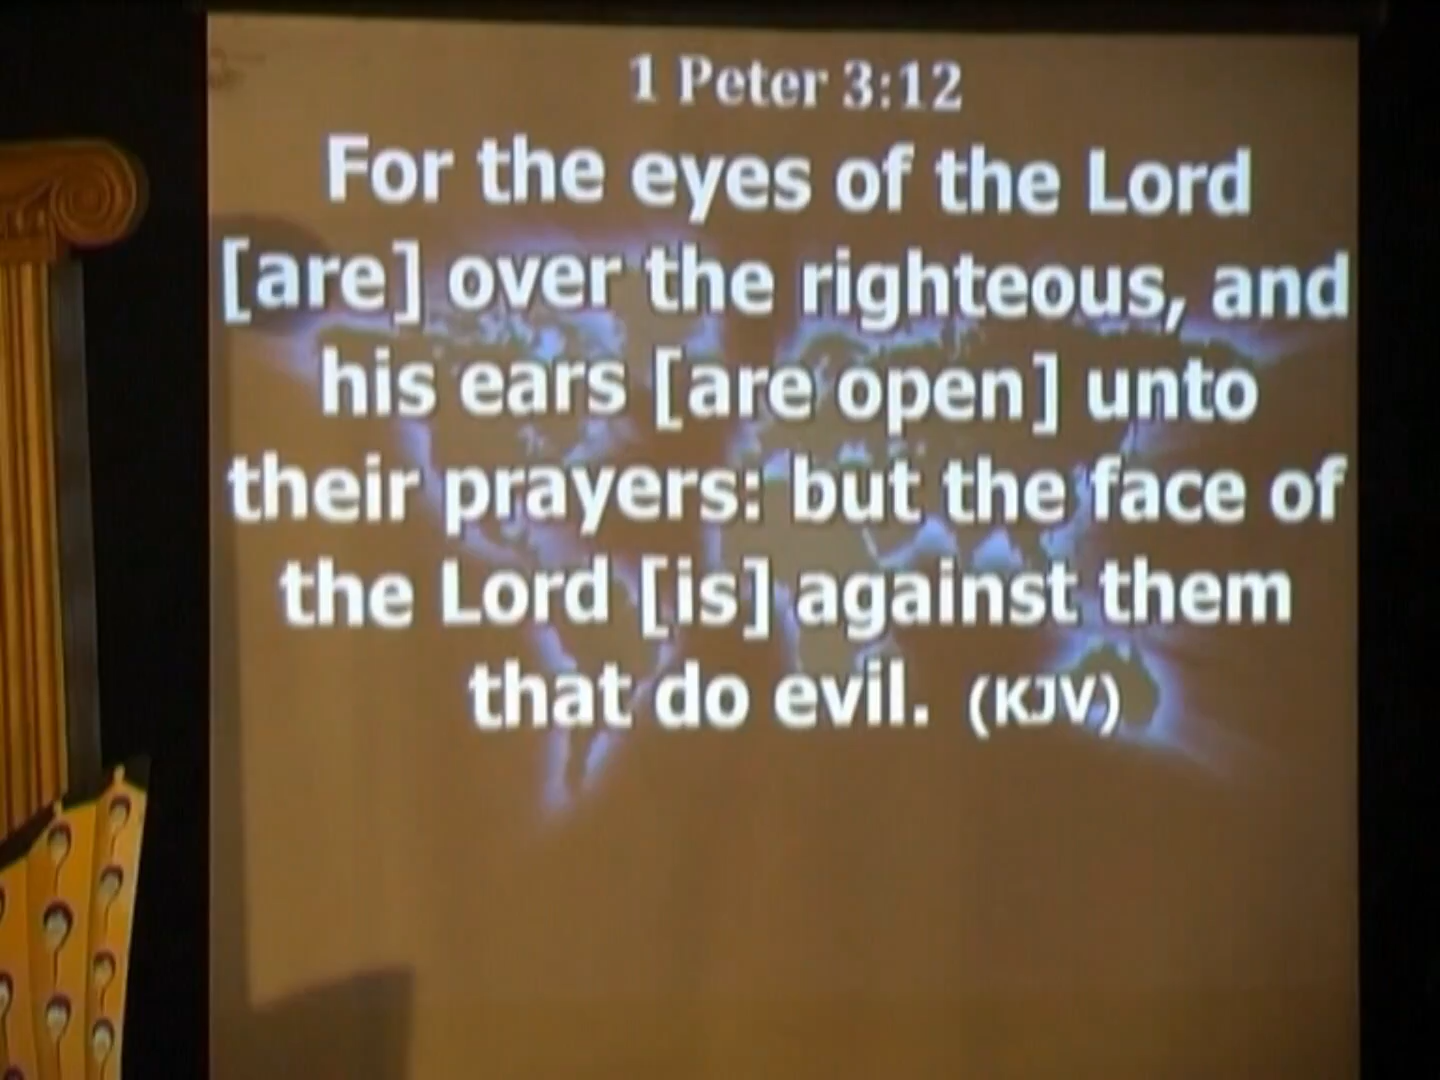 1 Peter 3:12
For the eyes of the Lord
[are] over the righteous, and
his ears [are open] unto
their prayers: but the face of
the Lord [is] against them
that do evil. (KJV)